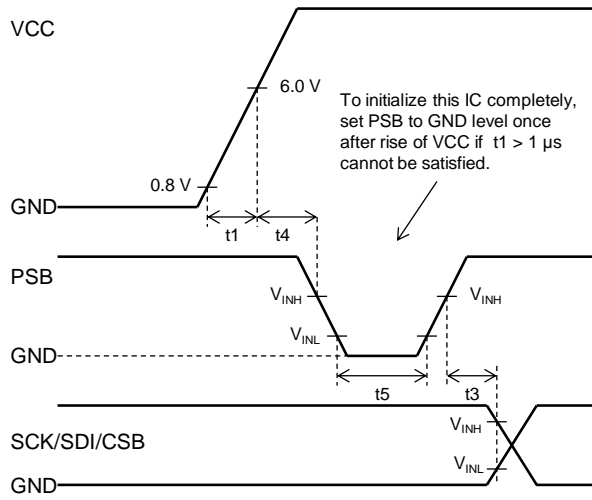 VCC
6.0 V
To initialize this IC completely,
set PSB to GND level once
after rise of VCC if t1 > 1 μs
cannot be satisfied.
0.8 V
GND
t1
t4
PSB
VINH
VINH
VINL
GND
t5
t3
SCK/SDI/CSB
VINH
VINL
GND